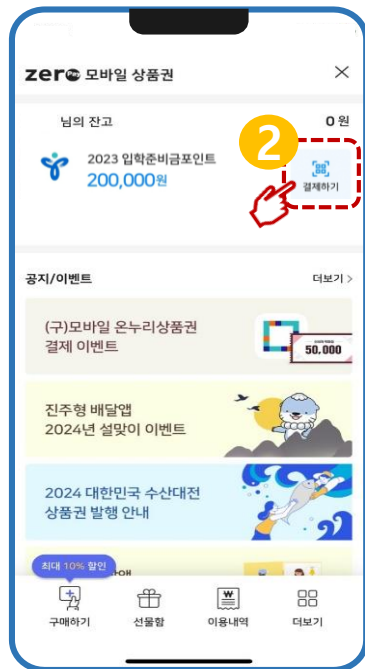 zero Pay 모바일 상품권
님의 잔고
0 원
2
2023 입학준비금포인트
200,000원
결제하기
공지/이벤트
더보기 >
(구)모바일 온누리상품권
결제 이벤트
50,000
진주형 배달앱
2024년 설맞이 이벤트
2024 대한민국 수산대전
상품권 발행 안내
최대 10% 할인
구매하기
선물함
이용내역
더보기